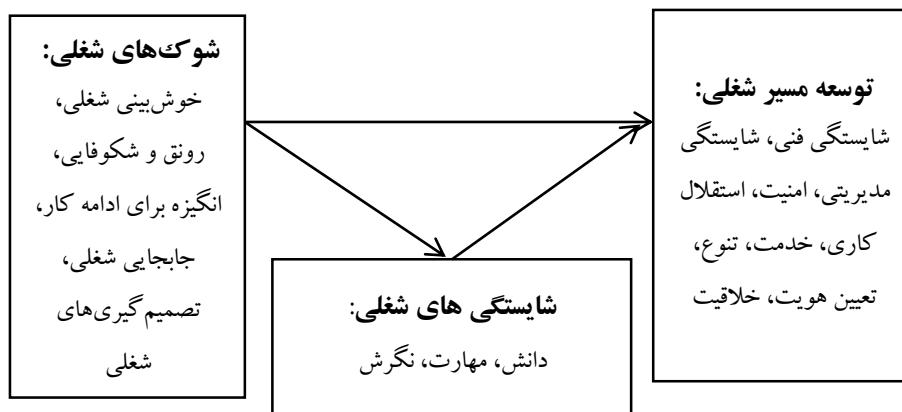 شوک‌های شغلی:
خوش‌بینی شغلی،
رونق و شکوفایی،
انگیزه برای ادامه کار،
جابجایی شغلی،
تصمیم‌گیری‌های
شغلی
توسعه مسیر شغلی:
شایستگی فنی، شایستگی
مدیریتی، امنیت، استقلال
کاری، خدمت، تنوع،
تعیین هویت، خلاقیت
شایستگی های شغلی:
دانش، مهارت، نگرش